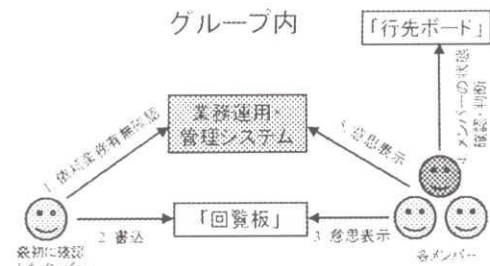 グループ内
「行先ボード」
業務運用・
管理システム
1. 依頼業務有無確認
5. 意思表示
4. メンバーの状態
確認・判断
「回覧板」
2. 書込
3. 意思表示
最初に確認
各メンバー